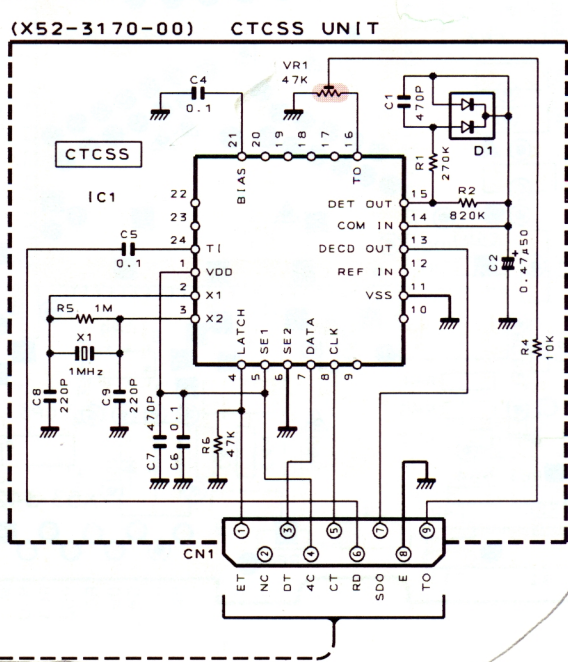 (X52-3170-00) CTCSS UNIT
VR1
47K
C4
0.1
C1
470P
D1
21
20
19
18
17
16
BIAS
TO
R1
270K
CTCSS
IC1
22
23
24
TI
1
VDD
2
X1
3
X2
DET OUT
15
COM IN
14
DECD OUT
13
REF IN
12
VSS
11
10
R2
820K
C2
0.47µ50
+
C5
0.1
R5
1M
X1
1MHz
C8
220P
C9
220P
LATCH
SE1
SE2
DATA
CLK
4
5
6
7
8
9
C7
470P
C6
0.1
R6
47K
R4
10K
CN1
1
2
3
4
5
6
7
8
9
ET
NC
DT
4C
CT
RD
SDO
E
TO